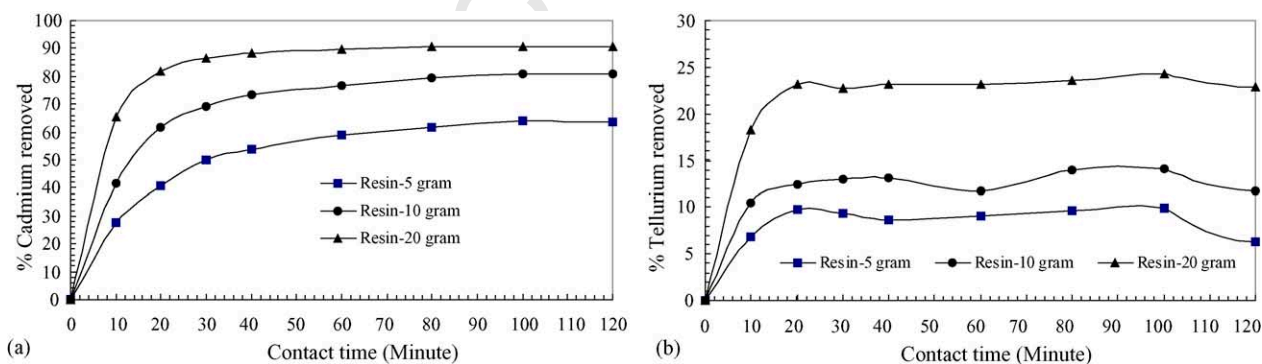 100
90
80
70
60
50
40
30
20
10
0
% Cadmium removed
Resin-5 gram
Resin-10 gram
Resin-20 gram
0 10 20 30 40 50 60 70 80 90 100 110 120
(a) Contact time (Minute)
30
25
20
15
10
5
0
% Tellurium removed
Resin-5 gram Resin-10 gram Resin-20 gram
0 10 20 30 40 50 60 70 80 90 100 110 120
(b) Contact time (Minute)